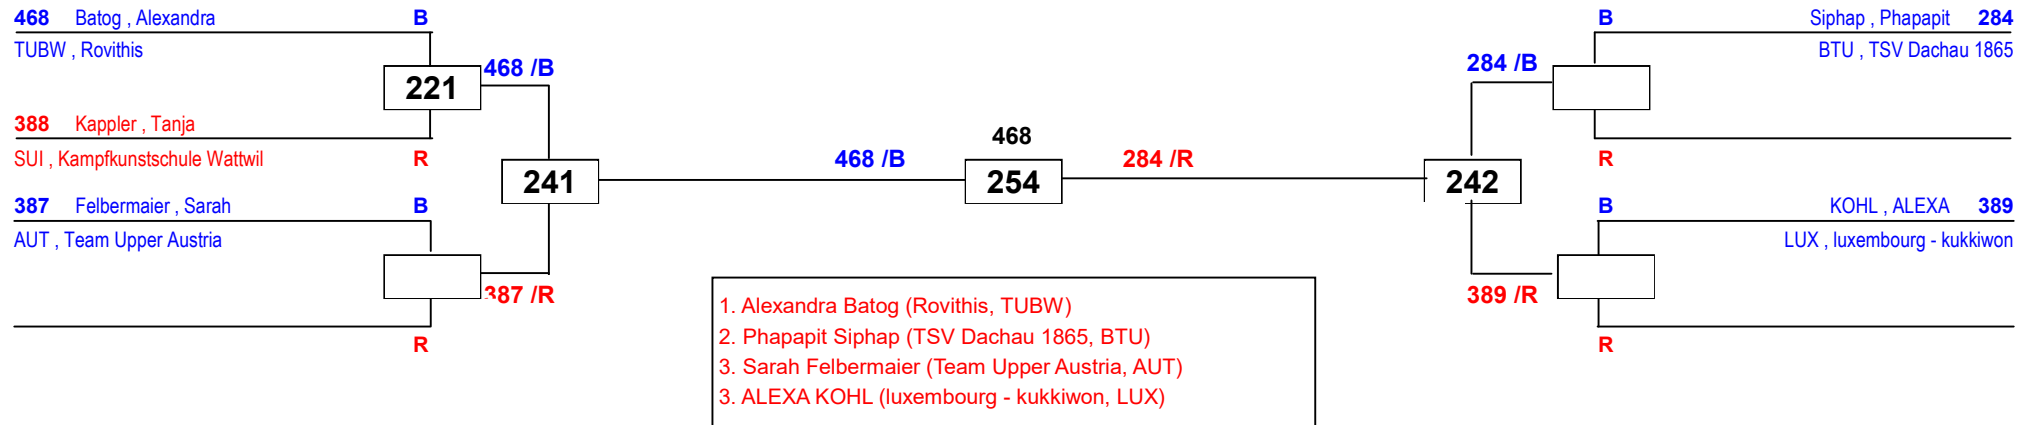 468 Batog , Alexandra B
TUBW , Rovithis
221
468 /B
388 Kappler , Tanja
SUI , Kampfkunstschule Wattwil R
241
387 Felbermaier , Sarah B
AUT , Team Upper Austria
387 /R
R
468 /B
468
254
284 /R
B Siphap , Phapapit 284
BTU , TSV Dachau 1865
284 /B
R
242
B KOHL , ALEXA 389
LUX , luxembourg - kukkiwon
389 /R
R
1. Alexandra Batog (Rovithis, TUBW)
2. Phapapit Siphap (TSV Dachau 1865, BTU)
3. Sarah Felbermaier (Team Upper Austria, AUT)
3. ALEXA KOHL (luxembourg - kukkiwon, LUX)